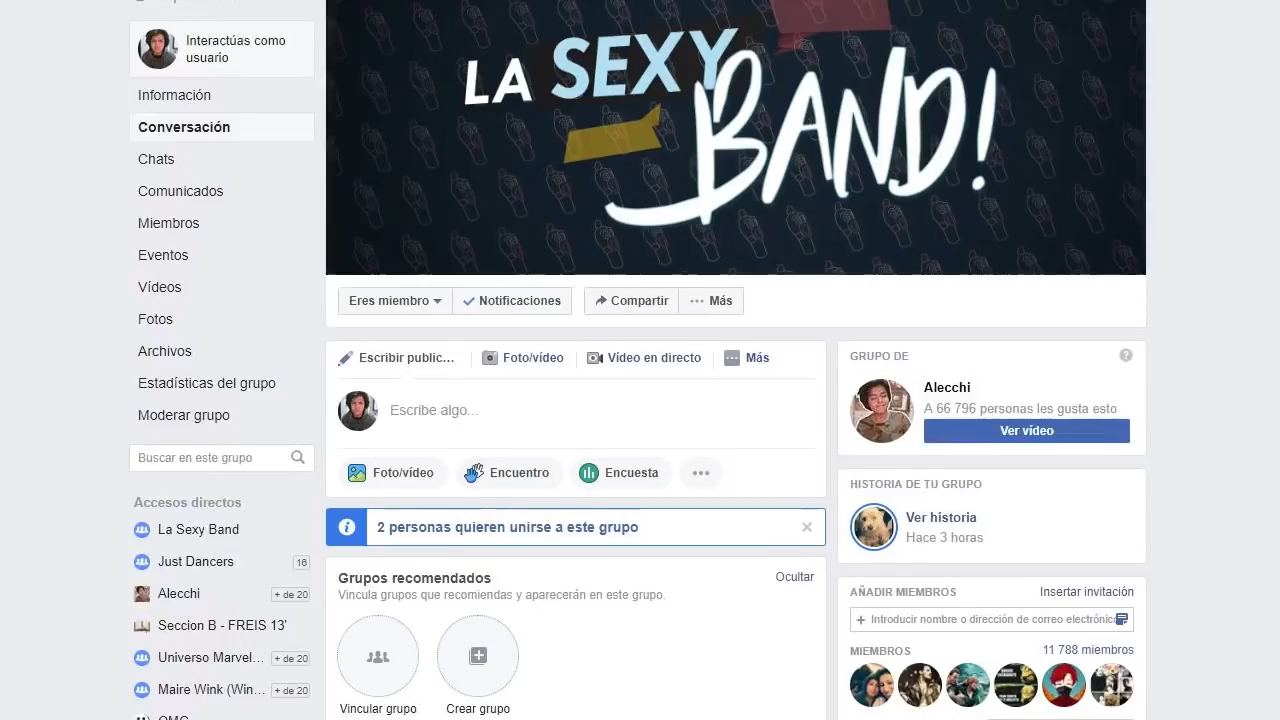 Interactúas como
usuario
Información
Conversación
Chats
Comunicados
Miembros
Eventos
Vídeos
Fotos
Archivos
Estadísticas del grupo
Moderar grupo
Buscar en este grupo
Accesos directos
La Sexy Band
Just Dancers 16
Alecchi + de 20
Seccion B - FREIS 13'
Universo Marvel... + de 20
Maire Wink (Win... + de 20
LA SEXY
BAND!
Eres miembro Notificaciones Compartir Más
Escribir public... Foto/vídeo Vídeo en directo Más
Escribe algo...
Foto/vídeo Encuentro Encuesta
2 personas quieren unirse a este grupo
Grupos recomendados Ocultar
Vincula grupos que recomiendas y aparecerán en este grupo.
Vincular grupo Crear grupo
GRUPO DE
Alecchi
A 66 796 personas les gusta esto
Ver vídeo
HISTORIA DE TU GRUPO
Ver historia
Hace 3 horas
AÑADIR MIEMBROS Insertar invitación
Introducir nombre o dirección de correo electrónic
MIEMBROS 11 788 miembros